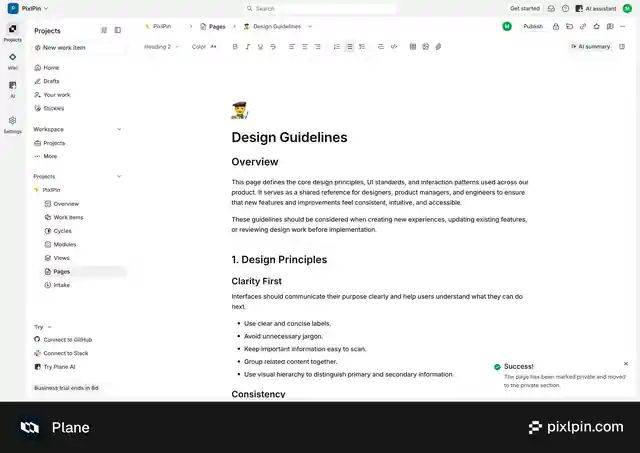 PixlPin
Search
Get started
AI assistant
M
Projects
Wiki
AI
Settings
Projects
New work item
Home
Drafts
Your work
Stickies
Workspace
Projects
More
Projects
PixlPin
Overview
Work items
Cycles
Modules
Views
Pages
Intake
Try
Connect to GitHub
Connect to Slack
Try Plane AI
Business trial ends in 8d
PixlPin
Pages
Design Guidelines
M
Publish
Heading 2
Color
Aa
B I U S
AI summary
Design Guidelines
Overview
This page defines the core design principles, UI standards, and interaction patterns used across our
product. It serves as a shared reference for designers, product managers, and engineers to ensure
that new features and improvements feel consistent, intuitive, and accessible.
These guidelines should be considered when creating new experiences, updating existing features,
or reviewing design work before implementation.
1. Design Principles
Clarity First
Interfaces should communicate their purpose clearly and help users understand what they can do
next.
• Use clear and concise labels.
• Avoid unnecessary jargon.
• Keep important information easy to scan.
• Group related content together.
• Use visual hierarchy to distinguish primary and secondary information.
Consistency
Success!
The page has been marked private and moved
to the private section.
Plane
pixlpin.com